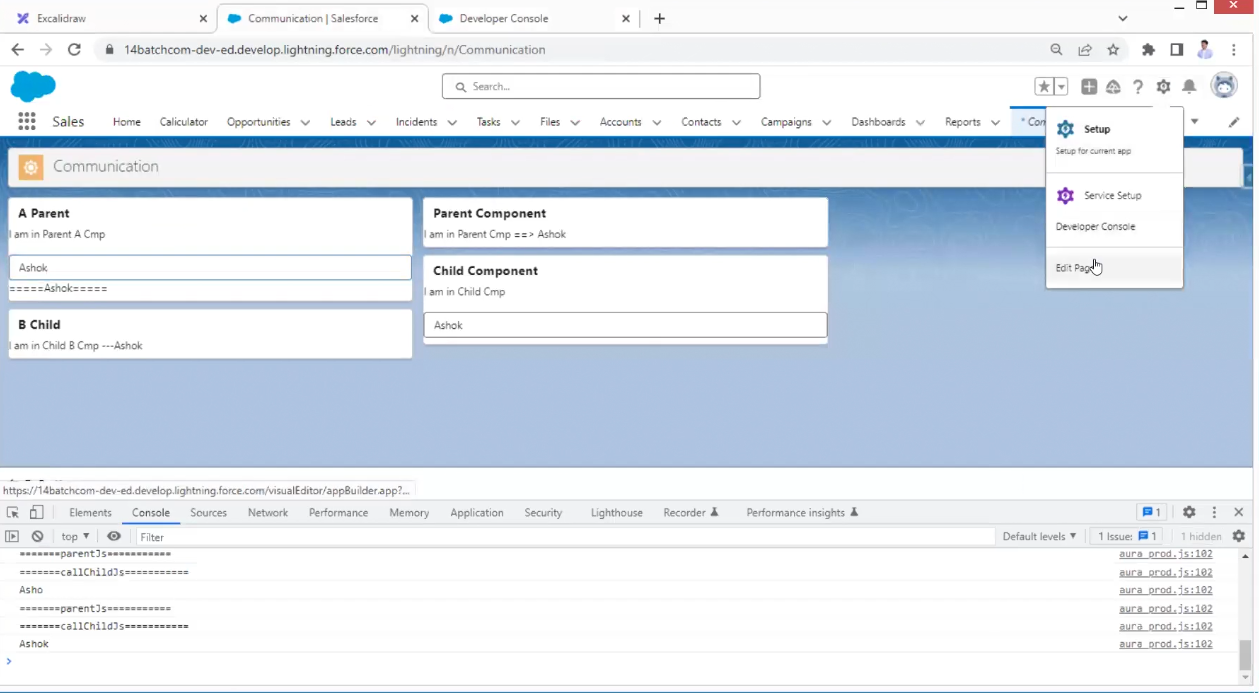 Excalidraw
Communication | Salesforce
Developer Console
14batchcom-dev-ed.develop.lightning.force.com/lightning/n/Communication
Search...
Sales
Home
Calculator
Opportunities
Leads
Incidents
Tasks
Files
Accounts
Contacts
Campaigns
Dashboards
Reports
* Com
Setup
Setup for current app
Service Setup
Developer Console
Edit Page
Communication
A Parent
I am in Parent A Cmp
Ashok
=====Ashok=====
B Child
I am in Child B Cmp ---Ashok
Parent Component
I am in Parent Cmp ==> Ashok
Child Component
I am in Child Cmp
Ashok
https://14batchcom-dev-ed.develop.lightning.force.com/visualEditor/appBuilder.app?...
Elements
Console
Sources
Network
Performance
Memory
Application
Security
Lighthouse
Recorder
Performance insights
1
top
Filter
Default levels
1 Issue: 1
1 hidden
=======parentJs=========== aura_prod.js:102
=======callChildJs=========== aura_prod.js:102
Asho aura_prod.js:102
=======parentJs=========== aura_prod.js:102
=======callChildJs=========== aura_prod.js:102
Ashok aura_prod.js:102